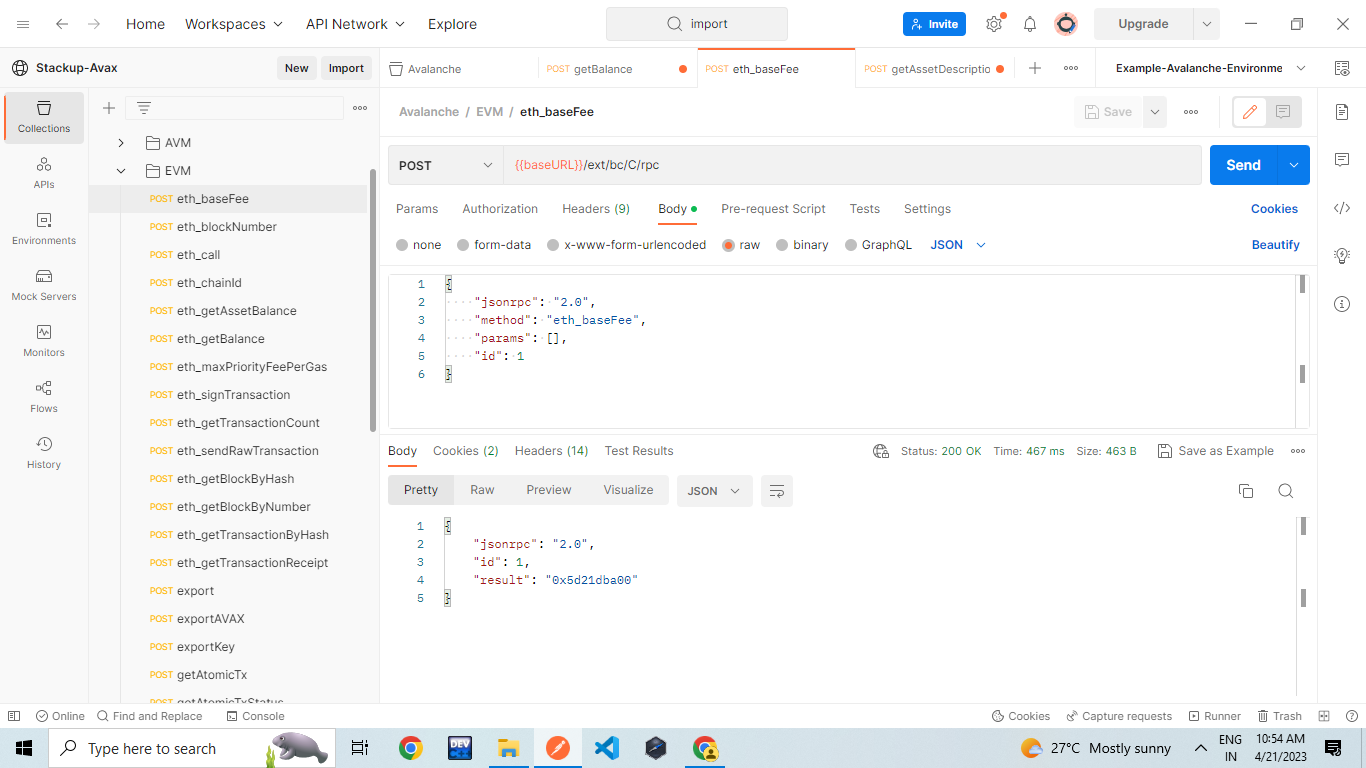 Home Workspaces API Network Explore import Invite Upgrade
Stackup-Avax New Import Avalanche POST getBalance POST eth_baseFee POST getAssetDescriptio Example-Avalanche-Environme
Collections
APIs
Environments
Mock Servers
Monitors
Flows
History
AVM
EVM
POST eth_baseFee
POST eth_blockNumber
POST eth_call
POST eth_chainId
POST eth_getAssetBalance
POST eth_getBalance
POST eth_maxPriorityFeePerGas
POST eth_signTransaction
POST eth_getTransactionCount
POST eth_sendRawTransaction
POST eth_getBlockByHash
POST eth_getBlockByNumber
POST eth_getTransactionByHash
POST eth_getTransactionReceipt
POST export
POST exportAVAX
POST exportKey
POST getAtomicTx
POST getAtomicTxStatus
Avalanche / EVM / eth_baseFee Save
POST {{baseURL}}/ext/bc/C/rpc Send
Params Authorization Headers (9) Body Pre-request Script Tests Settings Cookies
none form-data x-www-form-urlencoded raw binary GraphQL JSON Beautify
1 {
2 "jsonrpc": "2.0",
3 "method": "eth_baseFee",
4 "params": [],
5 "id": 1
6 }
Body Cookies (2) Headers (14) Test Results Status: 200 OK Time: 467 ms Size: 463 B Save as Example
Pretty Raw Preview Visualize JSON
1 {
2 "jsonrpc": "2.0",
3 "id": 1,
4 "result": "0x5d21dba00"
5 }
Online Find and Replace Console Cookies Capture requests Runner Trash
Type here to search DEV 27°C Mostly sunny ENG 10:54 AM
IN 4/21/2023